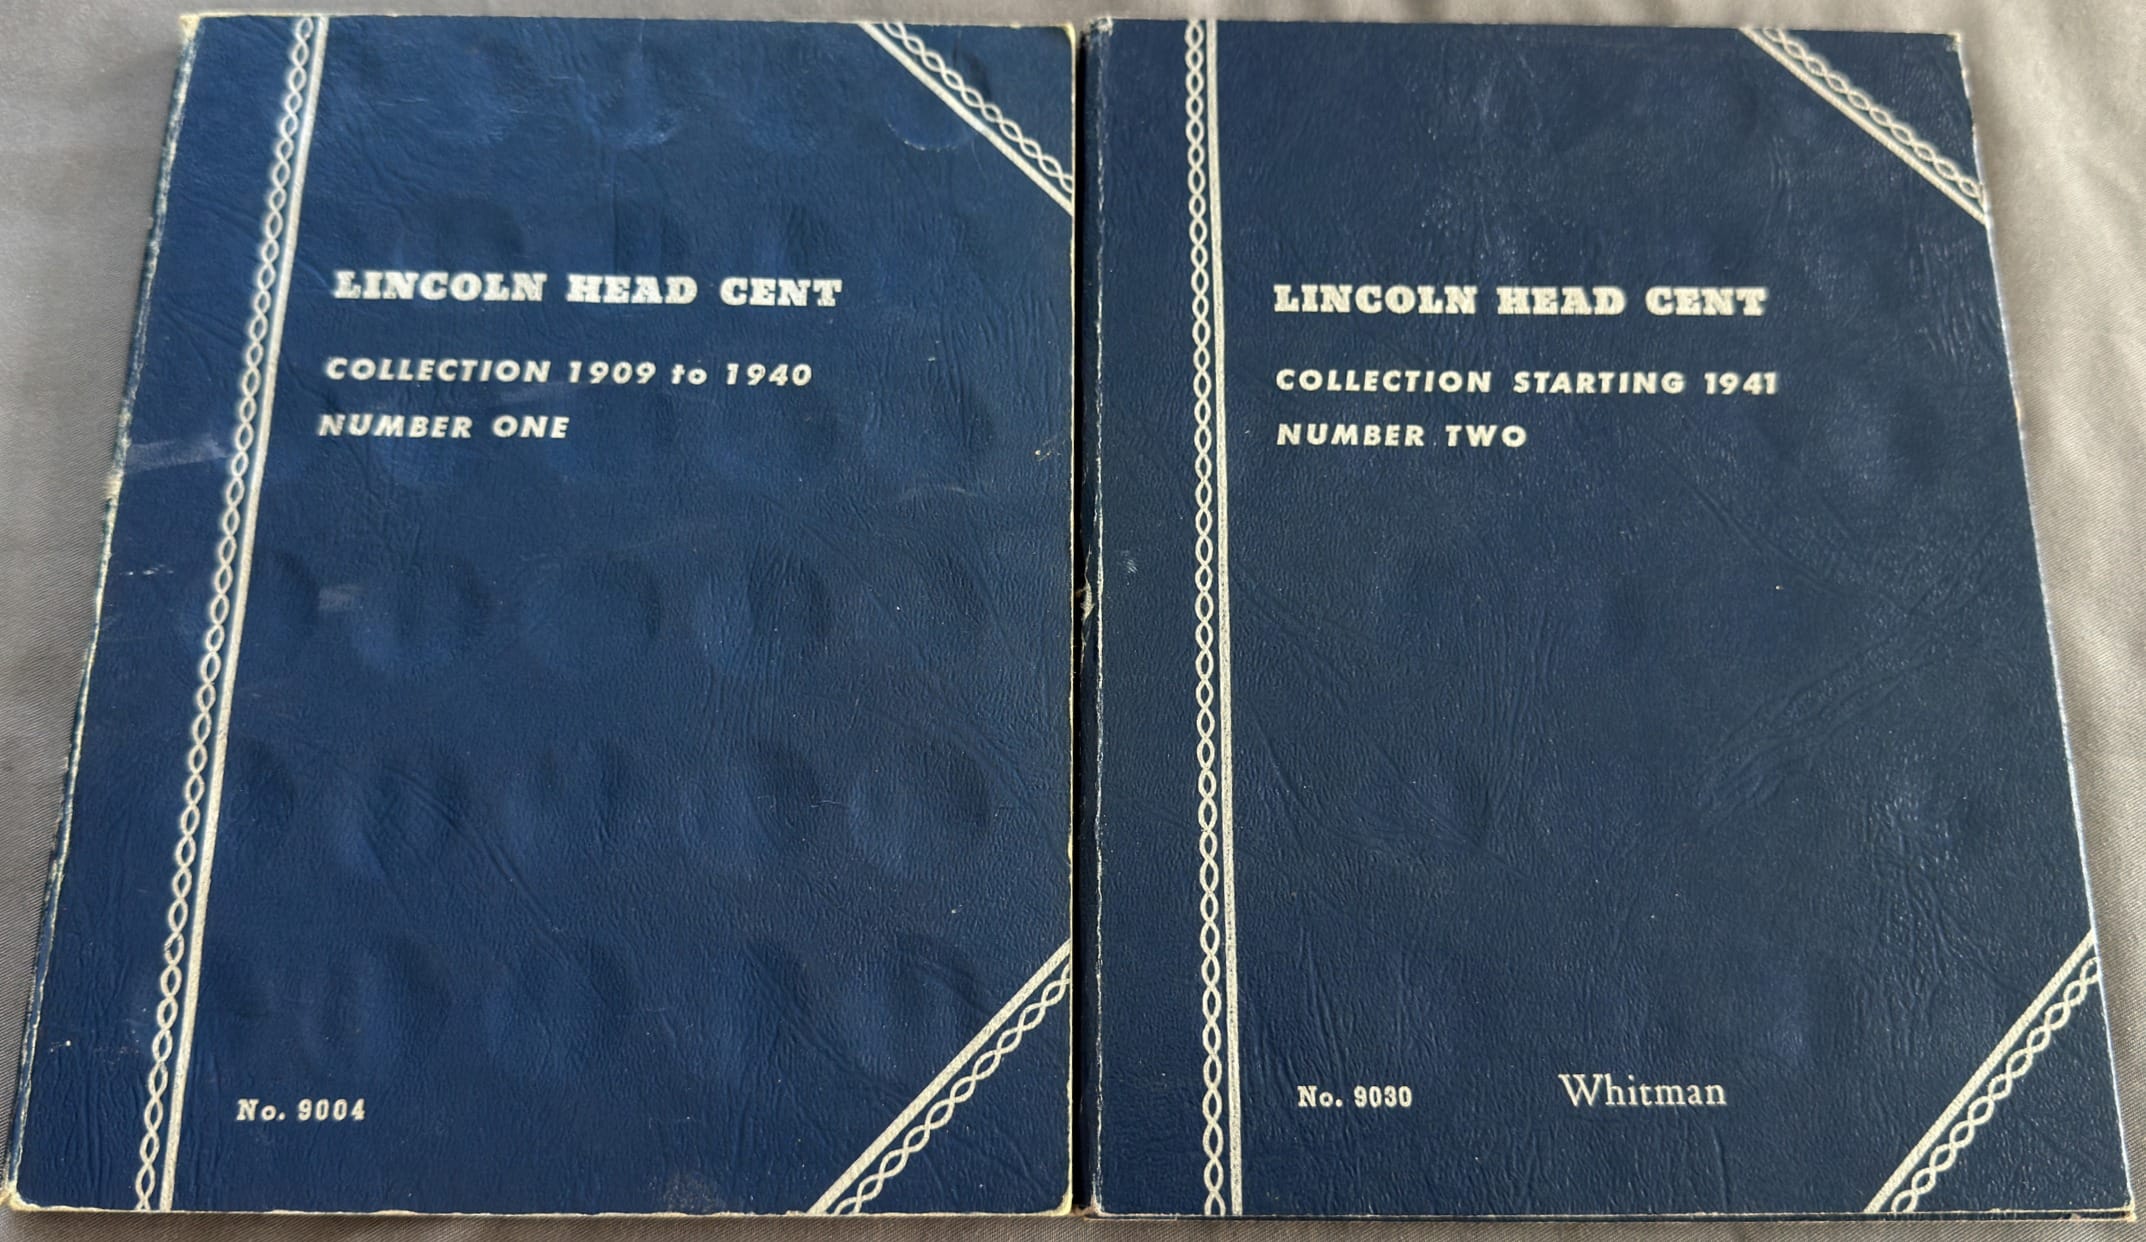 LINCOLN HEAD CENT
COLLECTION 1909 to 1940
NUMBER ONE
No. 9004
LINCOLN HEAD CENT
COLLECTION STARTING 1941
NUMBER TWO
No. 9030
Whitman